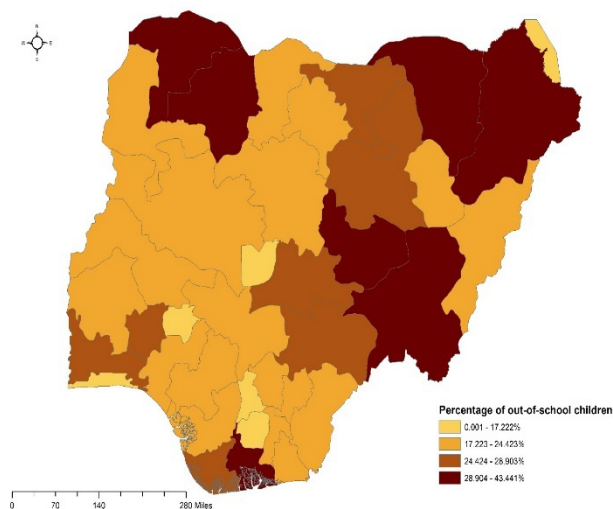 N
W E
S
Percentage of out-of-school children
0.001 - 17.222%
17.223 - 24.423%
24.424 - 28.903%
28.904 - 43.441%
0 70 140 280 Miles